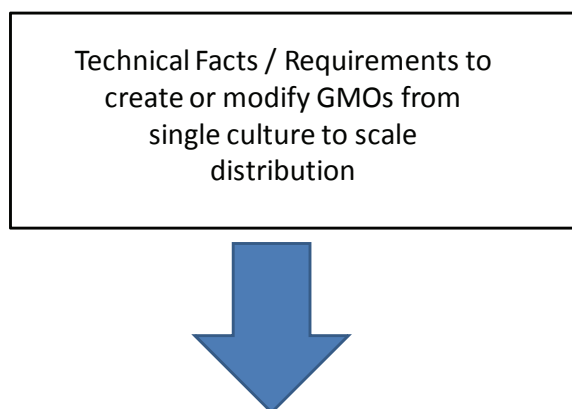 Technical Facts / Requirements to
create or modify GMOs from
single culture to scale
distribution